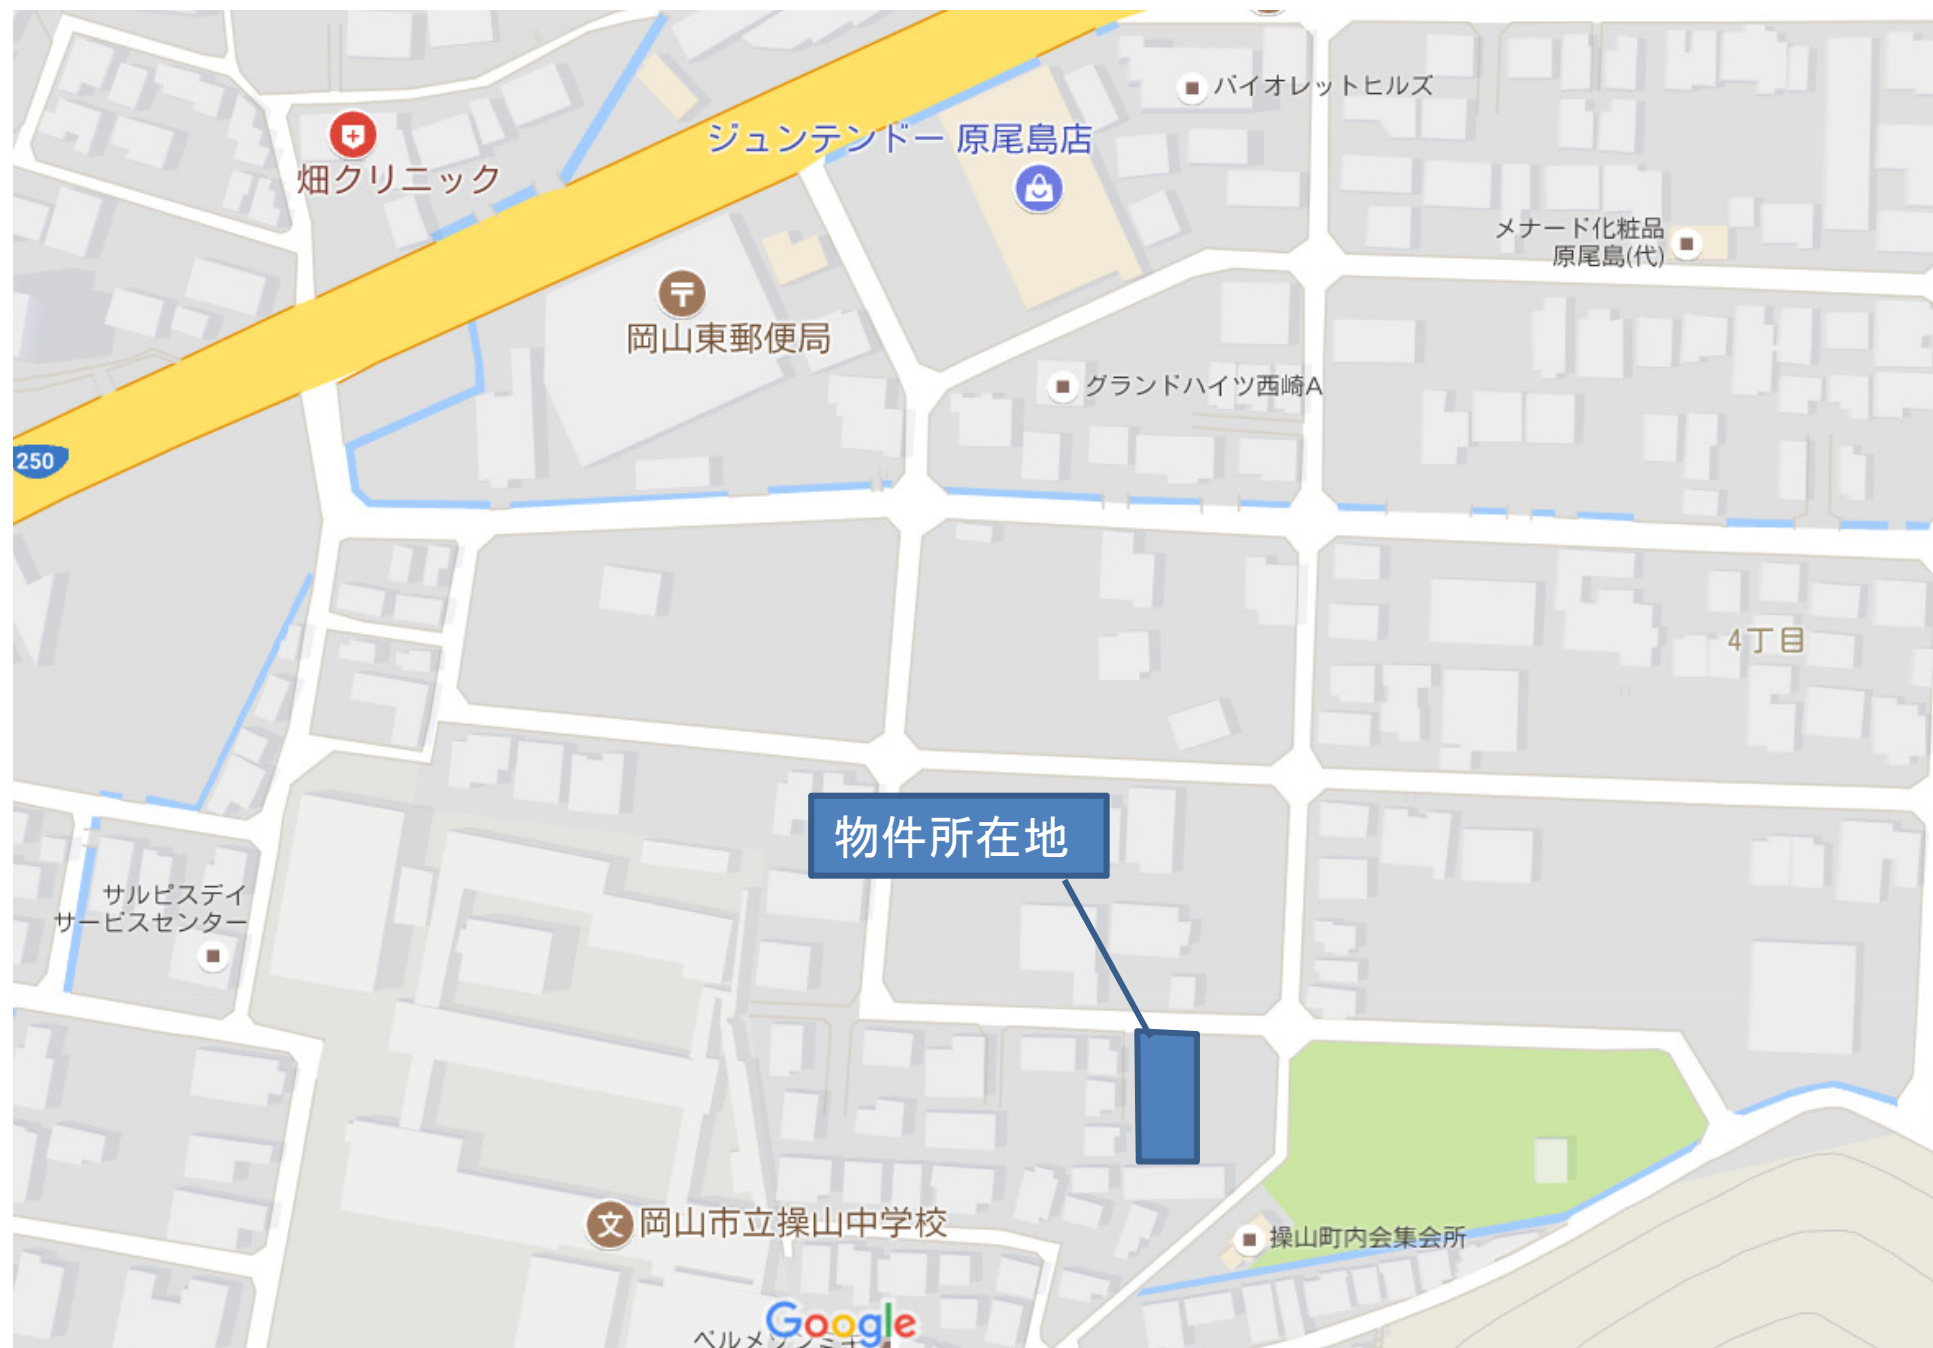 バイオレットヒルズ
ジュンテンドー 原尾島店
畑クリニック
メナード化粧品
原尾島(代)
〒
岡山東郵便局
グランドハイツ西崎A
250
4丁目
物件所在地
サルピスデイ
サービスセンター
文
岡山市立操山中学校
操山町内会集会所
Google